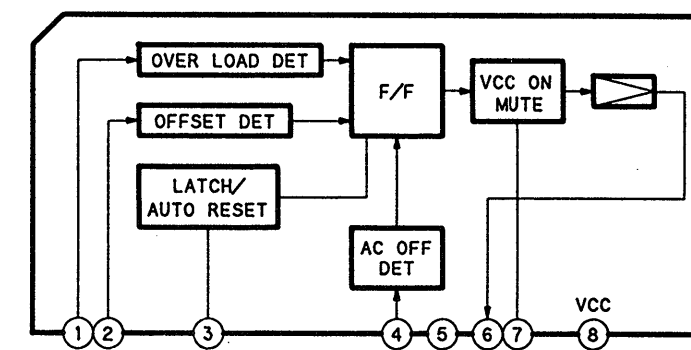 OVER LOAD DET
F/F
VCC ON
MUTE
OFFSET DET
LATCH/
AUTO RESET
AC OFF
DET
VCC
1 2 3 4 5 6 7 8